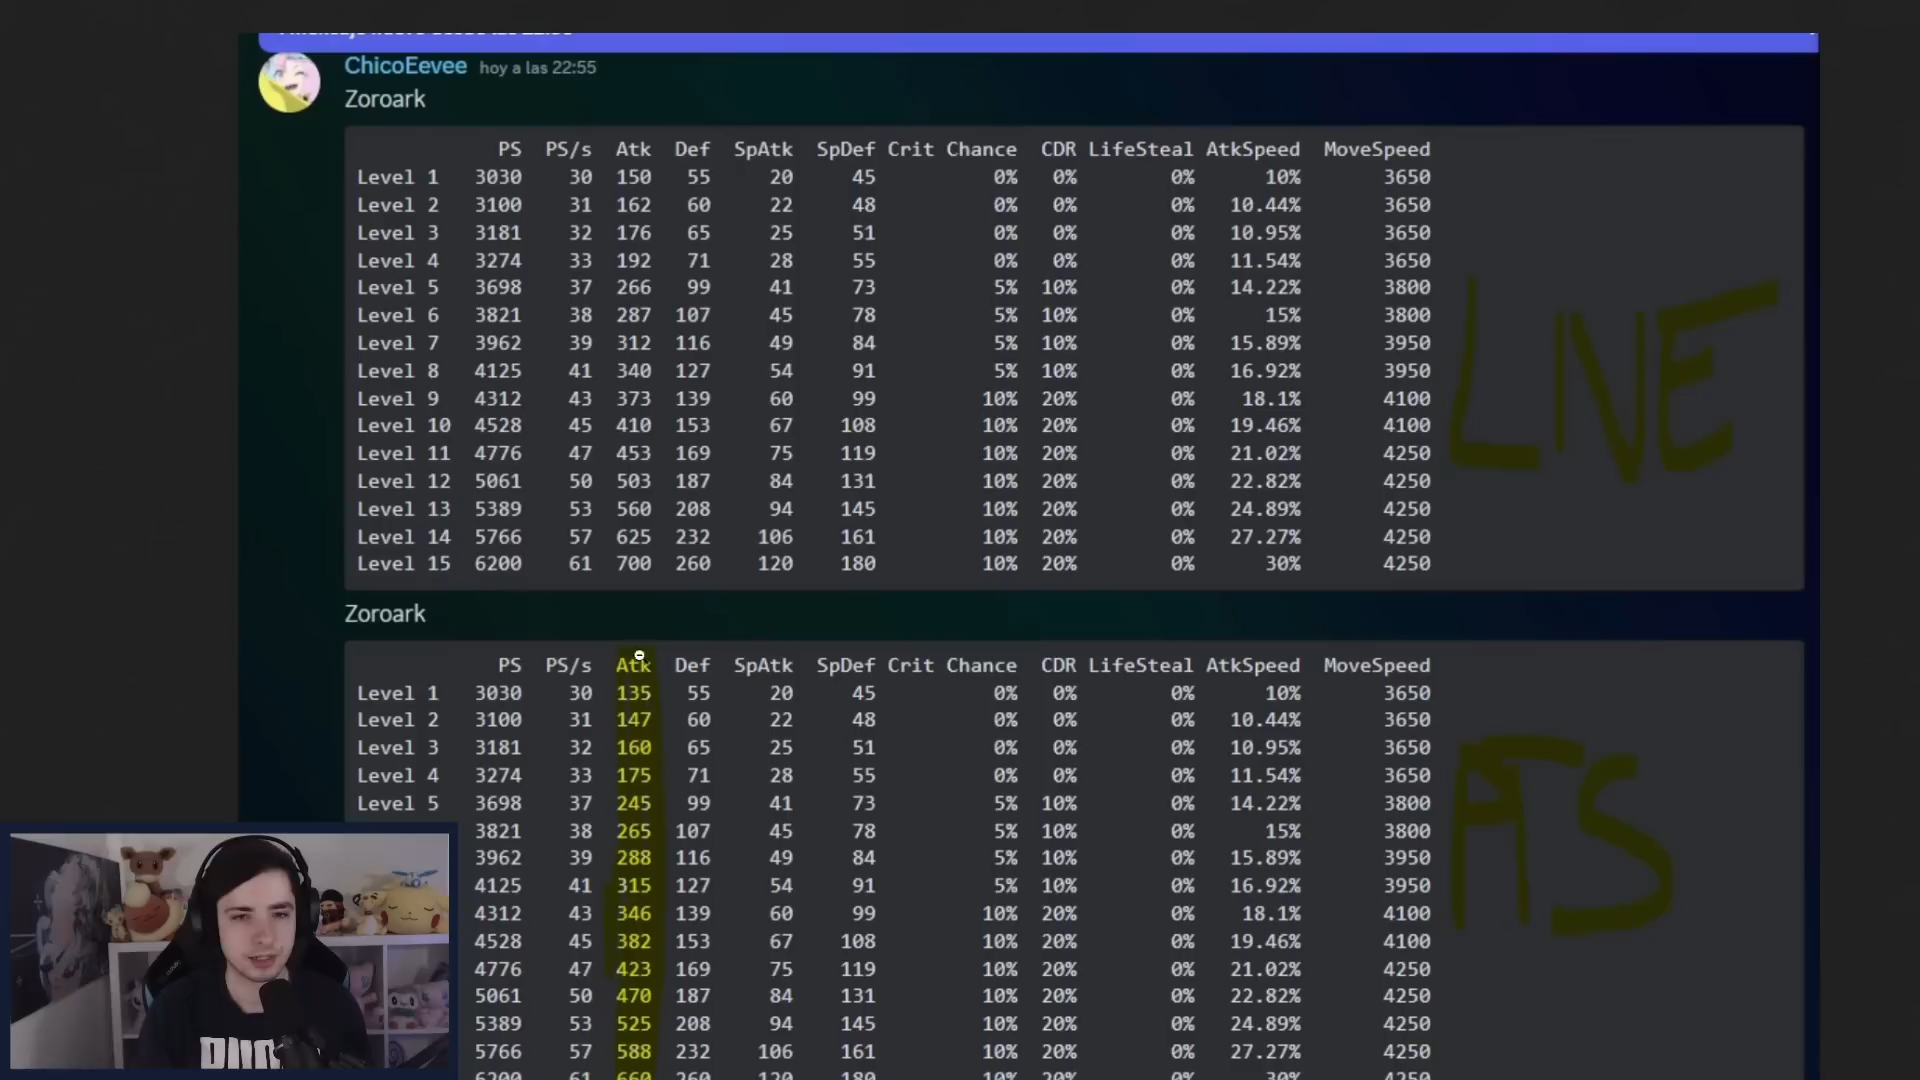 ChicoEevee hoy a las 22:55
Zoroark
PS PS/s Atk Def SpAtk SpDef Crit Chance CDR LifeSteal AtkSpeed MoveSpeed
Level 1 3030 30 150 55 20 45 0% 0% 0% 10% 3650
Level 2 3100 31 162 60 22 48 0% 0% 0% 10.44% 3650
Level 3 3181 32 176 65 25 51 0% 0% 0% 10.95% 3650
Level 4 3274 33 192 71 28 55 0% 0% 0% 11.54% 3650
Level 5 3698 37 266 99 41 73 5% 10% 0% 14.22% 3800
Level 6 3821 38 287 107 45 78 5% 10% 0% 15% 3800
Level 7 3962 39 312 116 49 84 5% 10% 0% 15.89% 3950
Level 8 4125 41 340 127 54 91 5% 10% 0% 16.92% 3950
Level 9 4312 43 373 139 60 99 10% 20% 0% 18.1% 4100
Level 10 4528 45 410 153 67 108 10% 20% 0% 19.46% 4100
Level 11 4776 47 453 169 75 119 10% 20% 0% 21.02% 4250
Level 12 5061 50 503 187 84 131 10% 20% 0% 22.82% 4250
Level 13 5389 53 560 208 94 145 10% 20% 0% 24.89% 4250
Level 14 5766 57 625 232 106 161 10% 20% 0% 27.27% 4250
Level 15 6200 61 700 260 120 180 10% 20% 0% 30% 4250
LINE
Zoroark
PS PS/s Atk Def SpAtk SpDef Crit Chance CDR LifeSteal AtkSpeed MoveSpeed
Level 1 3030 30 135 55 20 45 0% 0% 0% 10% 3650
Level 2 3100 31 147 60 22 48 0% 0% 0% 10.44% 3650
Level 3 3181 32 160 65 25 51 0% 0% 0% 10.95% 3650
Level 4 3274 33 175 71 28 55 0% 0% 0% 11.54% 3650
Level 5 3698 37 245 99 41 73 5% 10% 0% 14.22% 3800
3821 38 265 107 45 78 5% 10% 0% 15% 3800
3962 39 288 116 49 84 5% 10% 0% 15.89% 3950
4125 41 315 127 54 91 5% 10% 0% 16.92% 3950
4312 43 346 139 60 99 10% 20% 0% 18.1% 4100
4528 45 382 153 67 108 10% 20% 0% 19.46% 4100
4776 47 423 169 75 119 10% 20% 0% 21.02% 4250
5061 50 470 187 84 131 10% 20% 0% 22.82% 4250
5389 53 525 208 94 145 10% 20% 0% 24.89% 4250
5766 57 588 232 106 161 10% 20% 0% 27.27% 4250
6200 61 660 260 120 180 10% 20% 0% 30% 4250
PTS